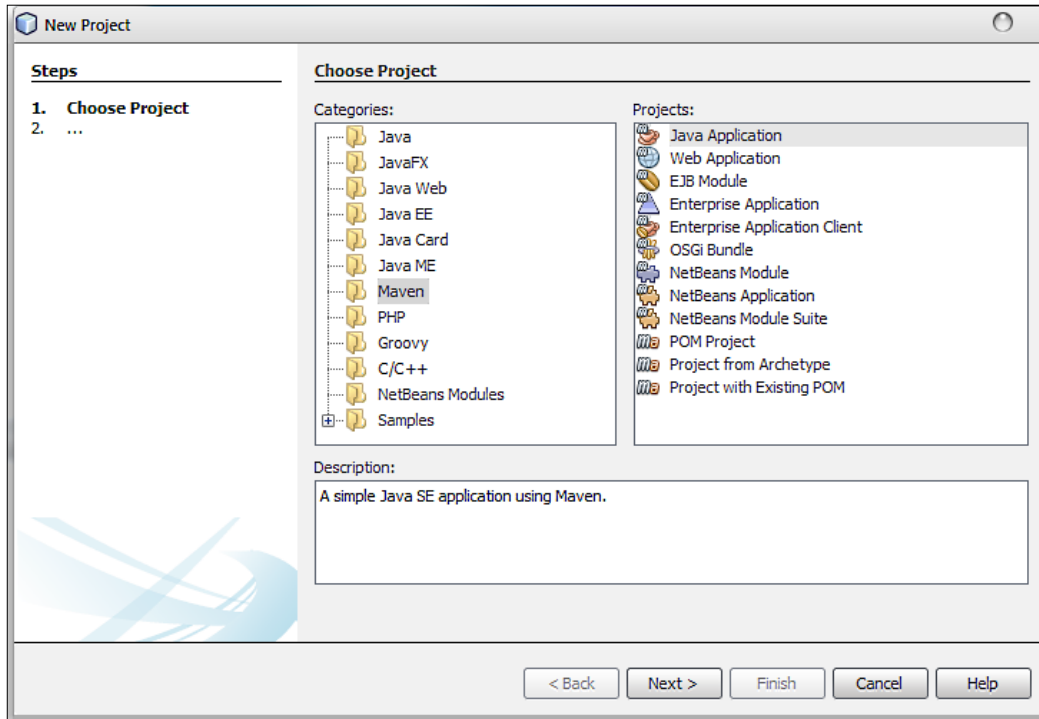 New Project
Steps
1. Choose Project
2. ...
Choose Project
Categories:
Java
JavaFX
Java Web
Java EE
Java Card
Java ME
Maven
PHP
Groovy
C/C++
NetBeans Modules
Samples
Projects:
Java Application
Web Application
EJB Module
Enterprise Application
Enterprise Application Client
OSGi Bundle
NetBeans Module
NetBeans Application
NetBeans Module Suite
POM Project
Project from Archetype
Project with Existing POM
Description:
A simple Java SE application using Maven.
< Back
Next >
Finish
Cancel
Help